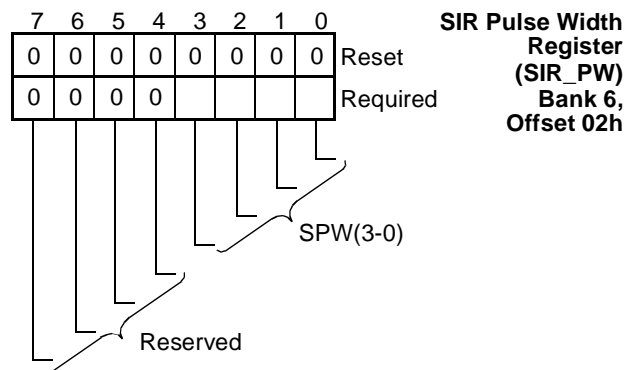 7 6 5 4 3 2 1 0
0 0 0 0 0 0 0 0 Reset
0 0 0 0 Required
SIR Pulse Width
Register
(SIR_PW)
Bank 6,
Offset 02h
SPW(3-0)
Reserved